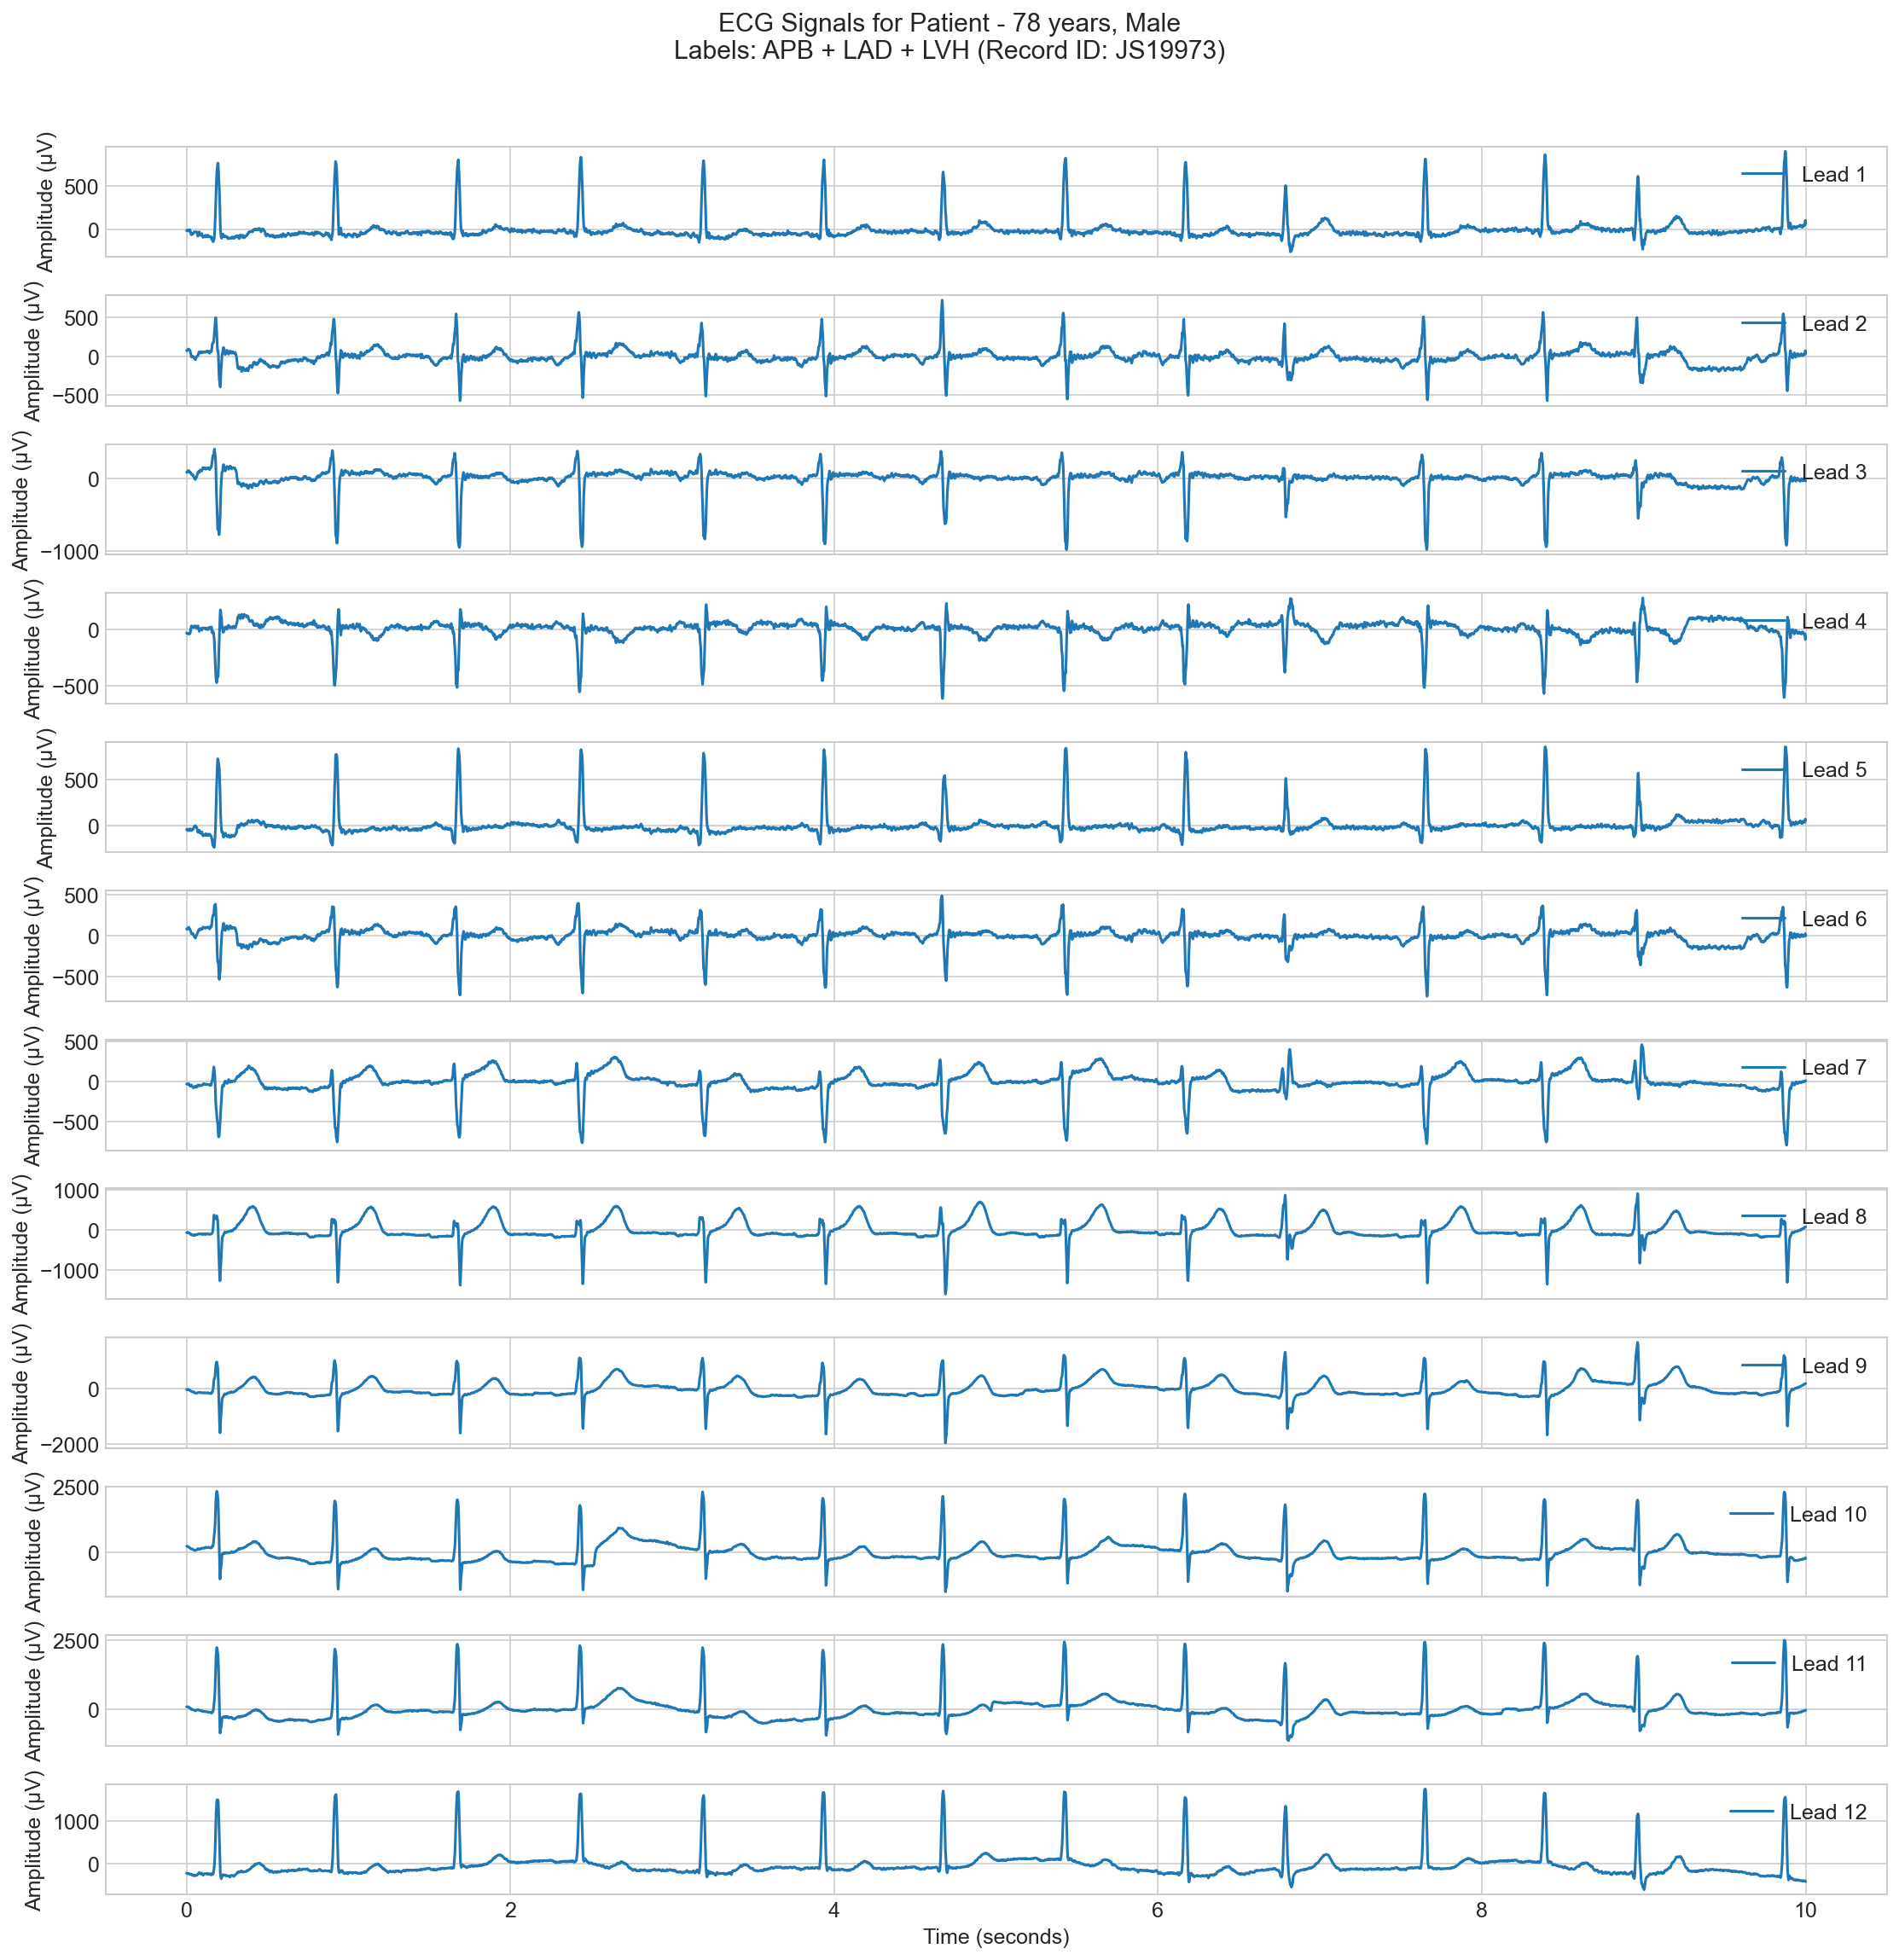 ECG Signals for Patient - 78 years, Male
Labels: APB + LAD + LVH (Record ID: JS19973)
Amplitude (µV)
500
0
Lead 1
Amplitude (µV)
500
0
−500
Lead 2
Amplitude (µV)
0
−1000
Lead 3
Amplitude (µV)
0
−500
Lead 4
Amplitude (µV)
500
0
Lead 5
Amplitude (µV)
500
0
−500
Lead 6
Amplitude (µV)
500
0
−500
Lead 7
Amplitude (µV)
1000
0
−1000
Lead 8
Amplitude (µV)
0
−2000
Lead 9
Amplitude (µV)
2500
0
Lead 10
Amplitude (µV)
2500
0
Lead 11
Amplitude (µV)
1000
0
Lead 12
0 2 4 6 8 10
Time (seconds)